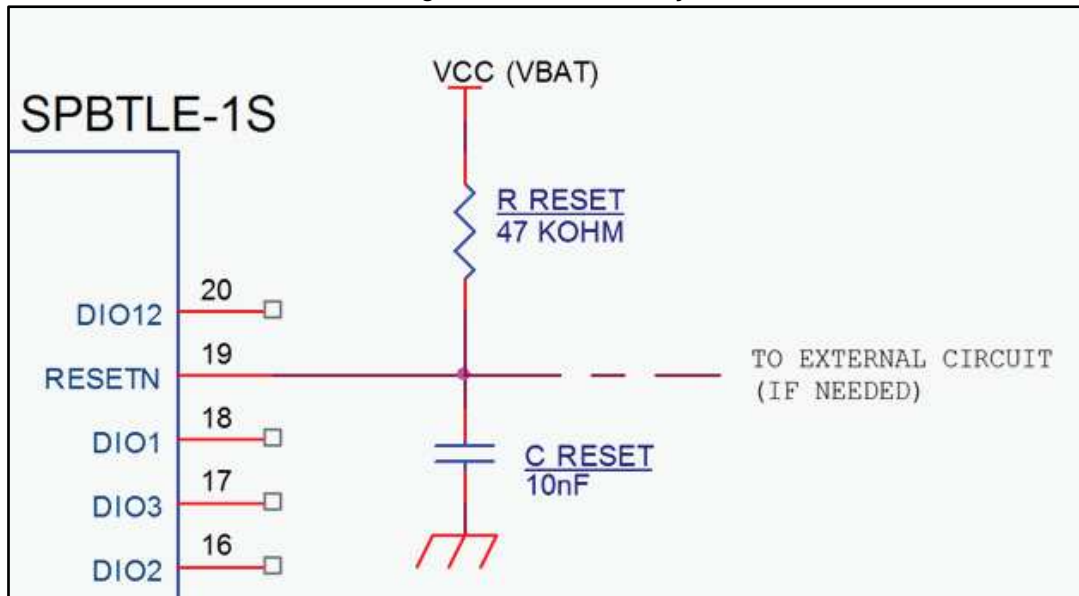 VCC (VBAT)
SPBTLE-1S
R RESET
47 KOHM
20
DIO12
19
RESETN
TO EXTERNAL CIRCUIT
(IF NEEDED)
18
DIO1
C RESET
10nF
17
DIO3
16
DIO2